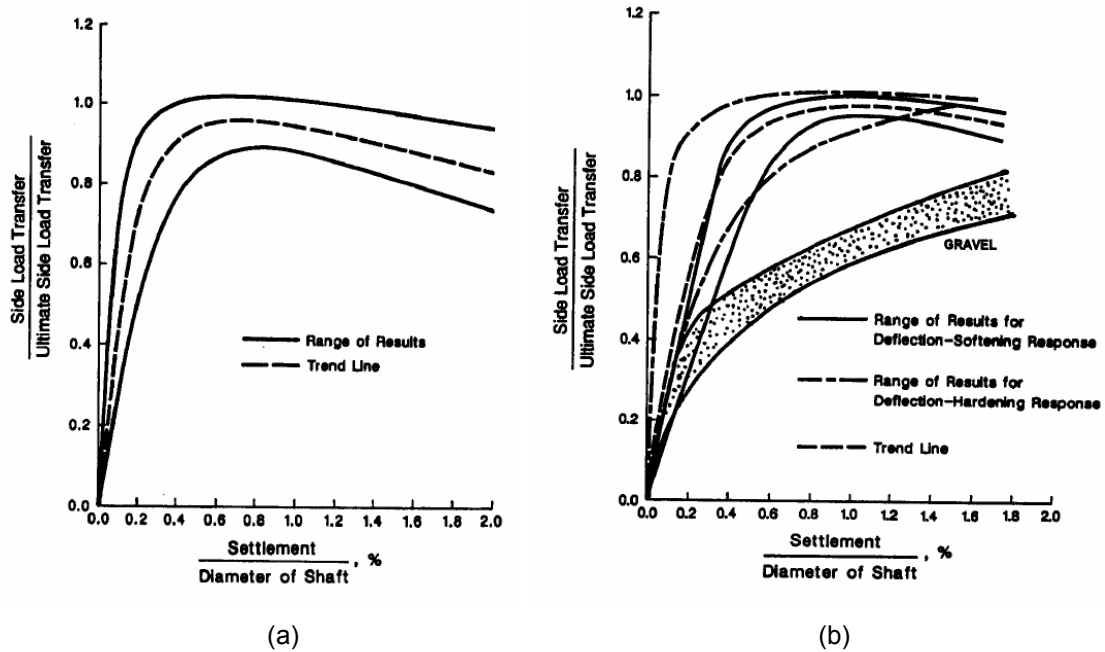 1.2
1.0
0.8
0.6
0.4
0.2
0.0
Side Load Transfer
Ultimate Side Load Transfer
Range of Results
Trend Line
0.0 0.2 0.4 0.6 0.8 1.0 1.2 1.4 1.6 1.8 2.0
Settlement
Diameter of Shaft , %
(a)
1.2
1.0
0.8
0.6
0.4
0.2
0.0
Side Load Transfer
Ultimate Side Load Transfer
GRAVEL
Range of Results for
Deflection-Softening Response
Range of Results for
Deflection-Hardening Response
Trend Line
0.0 0.2 0.4 0.6 0.8 1.0 1.2 1.4 1.6 1.8 2.0
Settlement
Diameter of Shaft , %
(b)